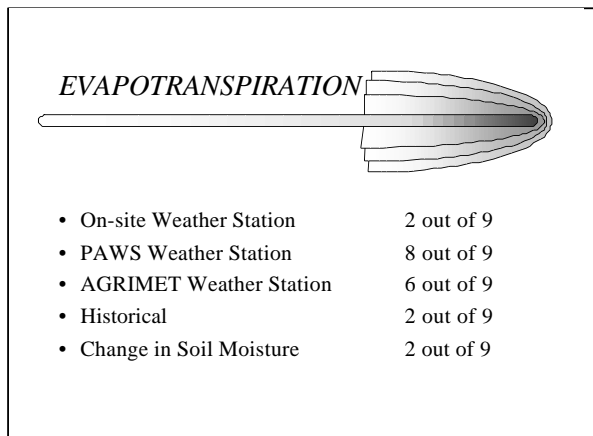 EVAPOTRANSPIRATION
• On-site Weather Station 2 out of 9
• PAWS Weather Station 8 out of 9
• AGRIMET Weather Station 6 out of 9
• Historical 2 out of 9
• Change in Soil Moisture 2 out of 9